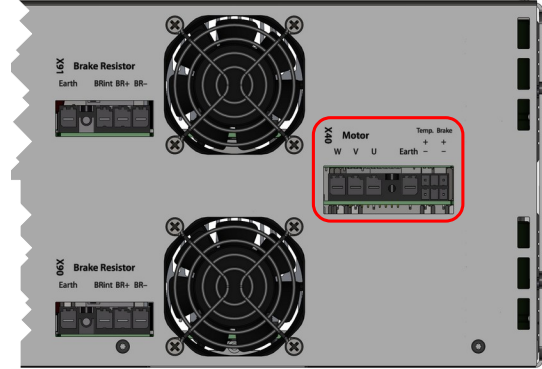 X91 Brake Resistor
Earth BRint BR+ BR−
X40 Motor
Temp. Brake
+ +
W V U Earth − −
X90 Brake Resistor
Earth BRint BR+ BR−